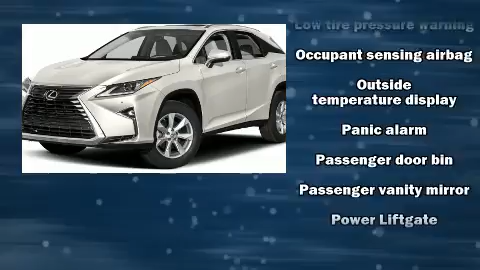 Low tire pressure warning
Occupant sensing airbag
Outside
temperature display
Panic alarm
Passenger door bin
Passenger vanity mirror
Power Liftgate